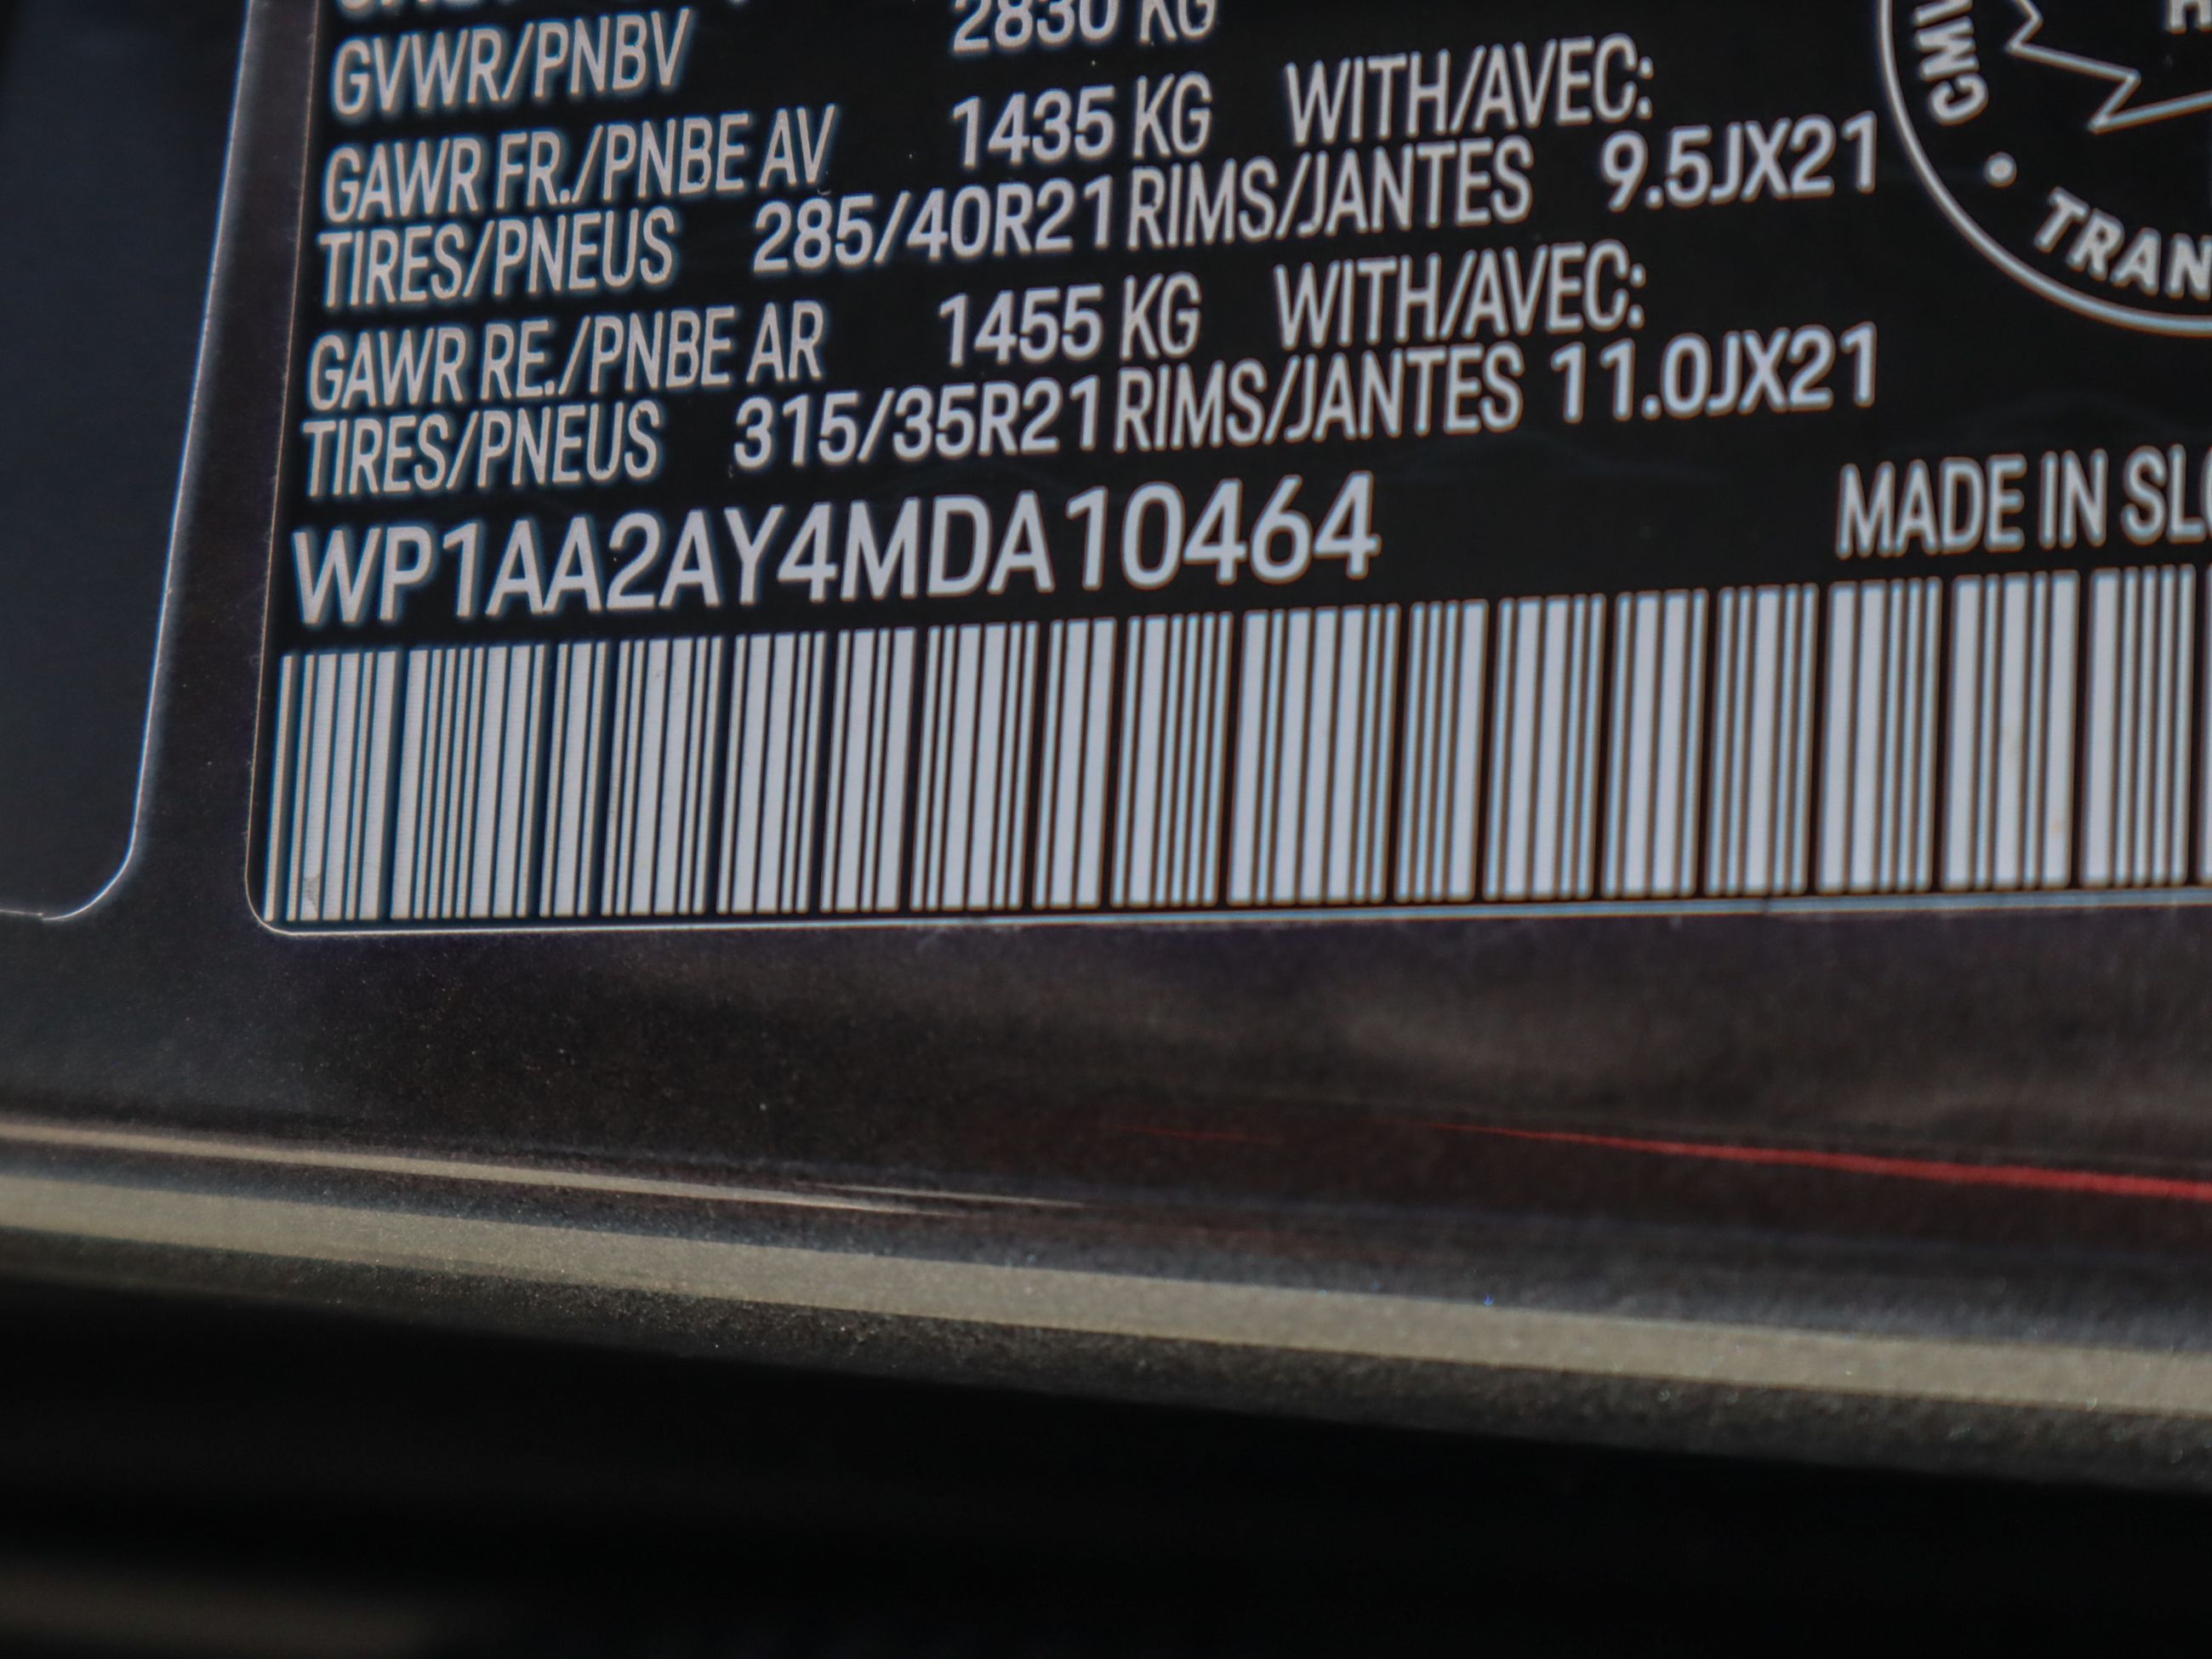 GVWR/PNBV 2830 KG
GAWR FR./PNBE AV 1435 KG WITH/AVEC:
TIRES/PNEUS 285/40R21 RIMS/JANTES 9.5JX21
GAWR RE./PNBE AR 1455 KG WITH/AVEC:
TIRES/PNEUS 315/35R21 RIMS/JANTES 11.0JX21
WP1AA2AY4MDA10464
MADE IN SLO
CMV
• TRAN